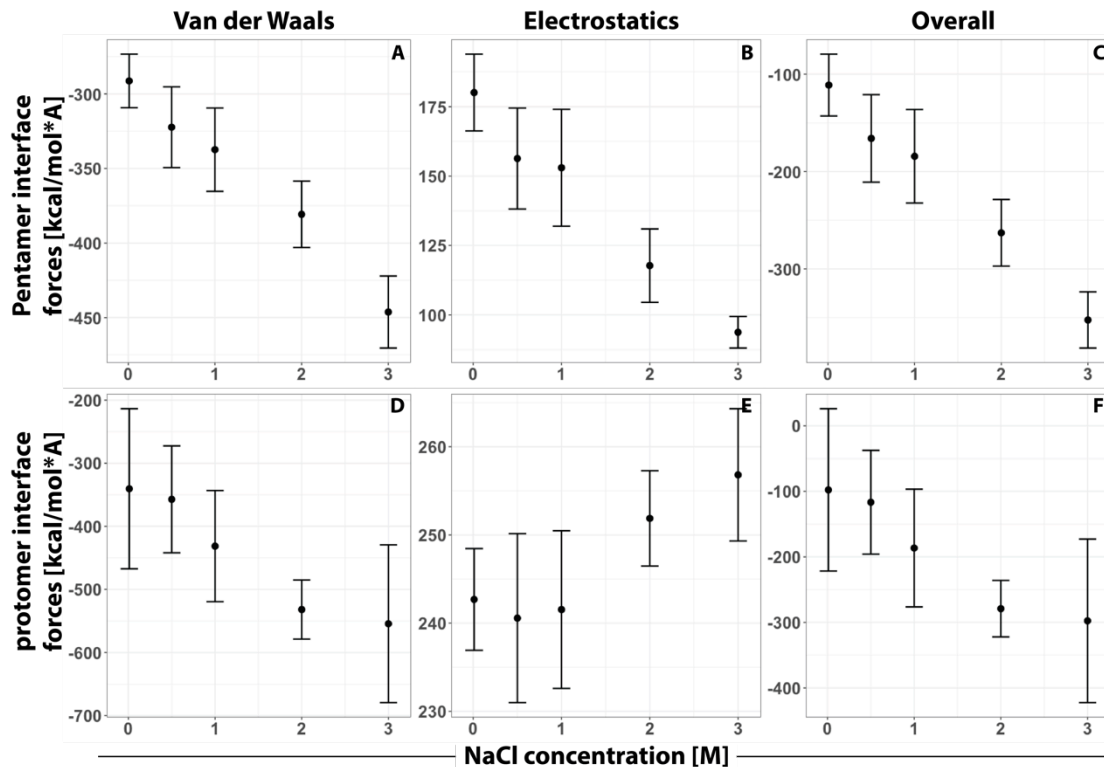 Van der Waals Electrostatics Overall
Pentamer interface
forces [kcal/mol*A]
A
-300
-350
-400
-450
0 1 2 3
B
175
150
125
100
0 1 2 3
C
-100
-200
-300
0 1 2 3
protomer interface
forces [kcal/mol*A]
D
-200
-300
-400
-500
-600
-700
0 1 2 3
E
260
250
240
230
0 1 2 3
F
0
-100
-200
-300
-400
0 1 2 3
NaCl concentration [M]